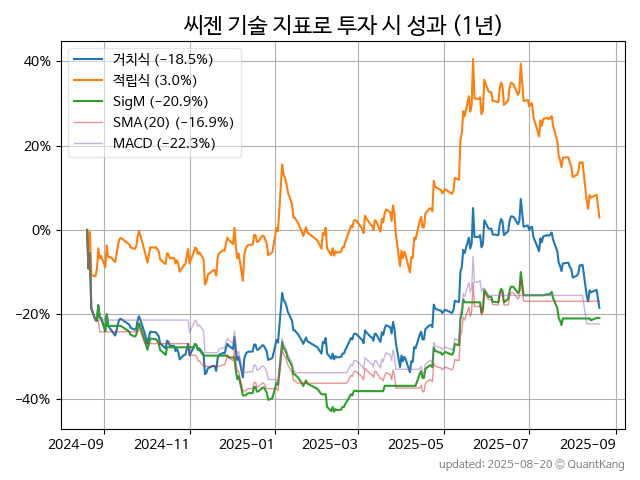 씨젠 기술 지표로 투자 시 성과 (1년)
거치식 (−18.5%)
적립식 (3.0%)
SigM (−20.9%)
SMA(20) (−16.9%)
MACD (−22.3%)
40%
20%
0%
−20%
−40%
2024−09 2024−11 2025−01 2025−03 2025−05 2025−07 2025−09
updated: 2025−08−20 © QuantKang